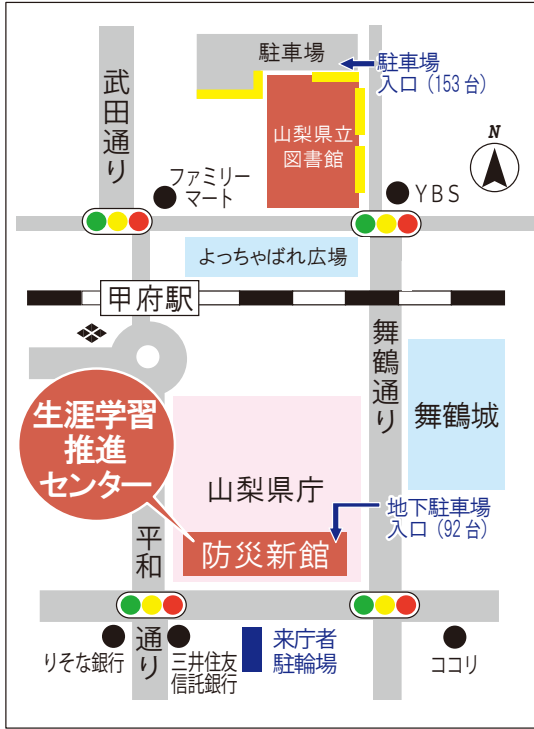 駐車場
駐車場
入口（153台）
武田通り
山梨県立
図書館
N
ファミリー
マート
YBS
よっちゃばれ広場
甲府駅
舞鶴通り
舞鶴城
生涯学習
推進
センター
山梨県庁
地下駐車場
入口（92台）
防災新館
平和
通り
りそな銀行
三井住友
信託銀行
来庁者
駐輪場
ココリ